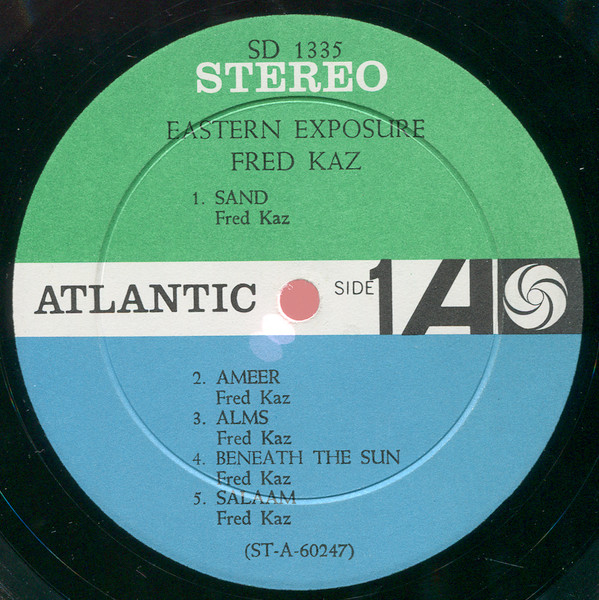 SD 1335
STEREO
EASTERN EXPOSURE
FRED KAZ
1. SAND
Fred Kaz
ATLANTIC SIDE 1 A
2. AMEER
Fred Kaz
3. ALMS
Fred Kaz
4. BENEATH THE SUN
Fred Kaz
5. SALAAM
Fred Kaz
(ST-A-60247)